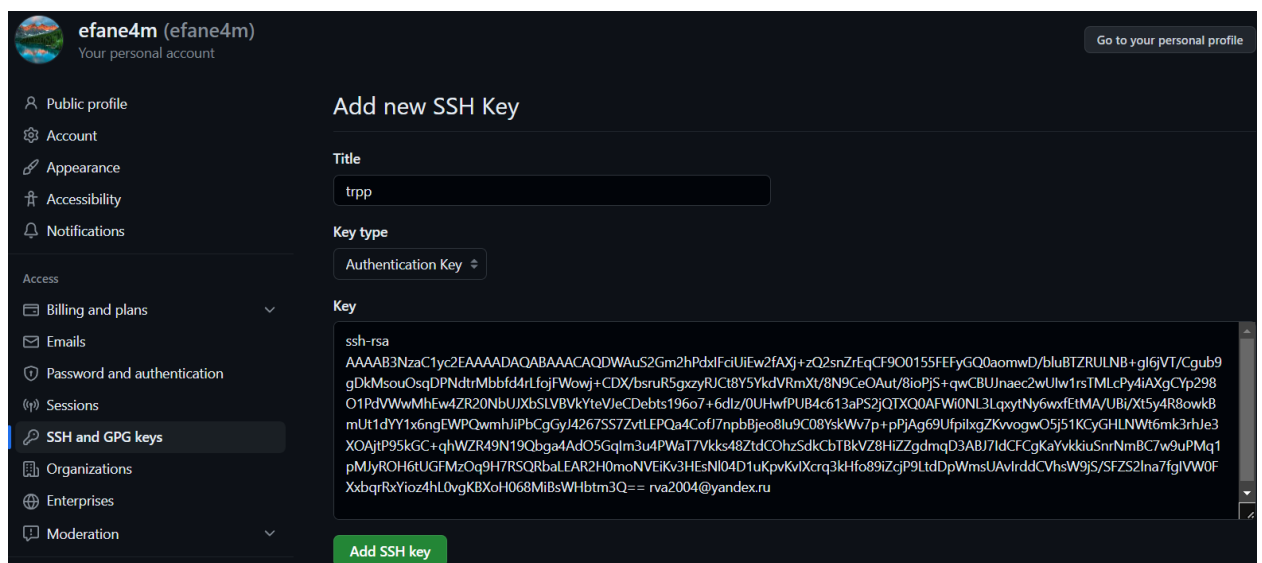 efane4m (efane4m)
Your personal account
Go to your personal profile
Public profile
Account
Appearance
Accessibility
Notifications
Access
Billing and plans
Emails
Password and authentication
Sessions
SSH and GPG keys
Organizations
Enterprises
Moderation
Add new SSH Key
Title
trpp
Key type
Authentication Key
Key
ssh-rsa
AAAAB3NzaC1yc2EAAAADAQABAAACAQDWAuS2Gm2hPdxIFciUiEw2fAXj+zQ2snZrEqCF9O0155FEFyGQ0aomwD/bluBTZRULNB+gI6jVT/Cgub9
gDkMsouOsqDPNdtrMbbfd4rLfojFWowj+CDX/bsruR5gxzyRJCt8Y5YkdVRmXt/8N9CeOAut/8ioPjS+qwCBUJnaec2wUIw1rsTMLcPy4iAXgCYp298
O1PdVWwMhEw4ZR20NbUJXbSLVBVkYteVJeCDebts196o7+6dIz/0UHwfPUB4c613aPS2jQTXQ0AFWi0NL3LqxytNy6wxfEtMA/UBi/Xt5y4R8owkB
mUt1dYY1x6ngEWPQwmhJiPbCgGyJ4267SS7ZvtLEPQa4CofJ7npbBjeo8Iu9C08YskWv7p+pPjAg69UfpiIxgZKvvogwO5j51KCyGHLNWt6mk3rhJe3
XOAjtP95kGC+qhWZR49N19Qbga4AdO5GqIm3u4PWaT7Vkks48ZtdCOhzSdkCbTBkVZ8HiZZgdmqD3ABJ7IdCFCgKaYvkkiuSnrNmBC7w9uPMq1
pMJyROH6tUGFMzOq9H7RSQRbaLEAR2H0moNVEiKv3HEsNl04D1uKpvKvIXcrq3kHfo89iZcjP9LtdDpWmsUAvIrddCVhsW9jS/SFZS2lna7fgIVW0F
XxbqrRxYioz4hL0vgKBXoH068MiBsWHbtm3Q== rva2004@yandex.ru
Add SSH key